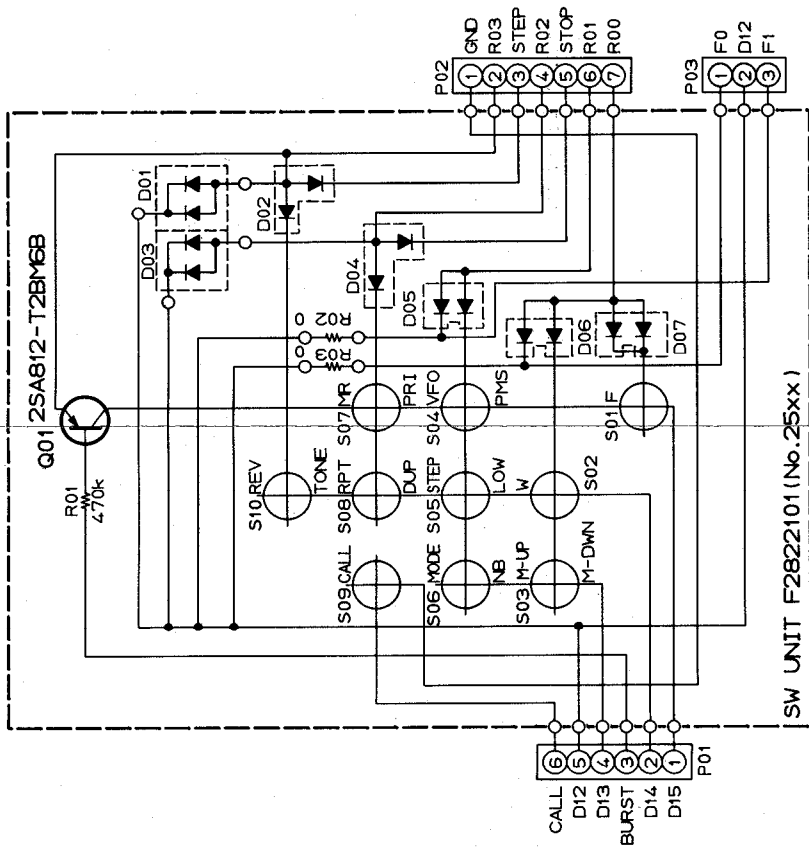 Q01 2SA812-T2BM6B
R01
470k
D01
D03
D02
D04
D05
D06
D07
0 R02
0 R03
S10 REV
TONE
S07 MR
PRI
S08 RPT
DUP
S09 CALL
S04 VFO
PMS
S05 STEP
LOW
S06 MODE
NB
S01 F
W
S02
S03 M-UP
M-DWN
P02
1 GND
2 R03
3 STEP
4 R02
5 STOP
6 R01
7 R00
P03
1 F0
2 D12
3 F1
CALL 6
D12 5
D13 4
BURST 3
D14 2
D15 1
P01
SW UNIT F2822101(No.25xx)